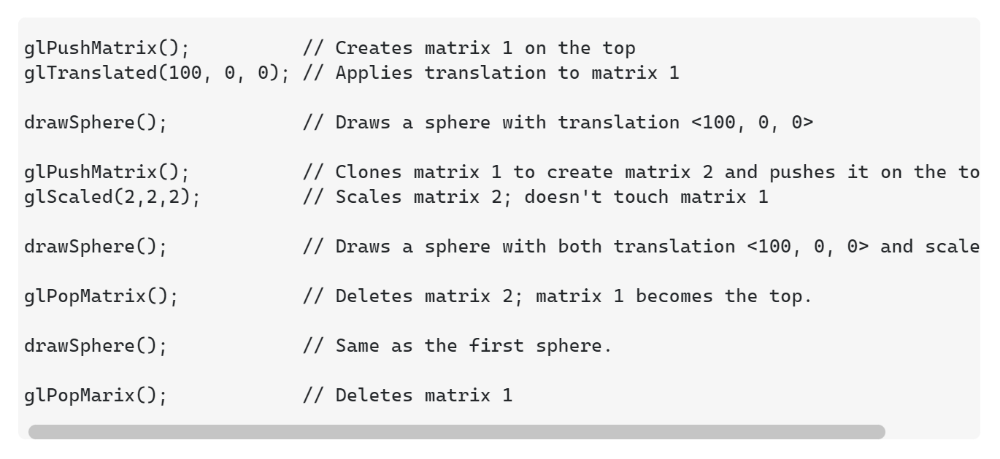 glPushMatrix();          // Creates matrix 1 on the top
glTranslated(100, 0, 0); // Applies translation to matrix 1
drawSphere();            // Draws a sphere with translation <100, 0, 0>
glPushMatrix();          // Clones matrix 1 to create matrix 2 and pushes it on the to
glScaled(2,2,2);         // Scales matrix 2; doesn't touch matrix 1
drawSphere();            // Draws a sphere with both translation <100, 0, 0> and scale
glPopMatrix();           // Deletes matrix 2; matrix 1 becomes the top.
drawSphere();            // Same as the first sphere.
glPopMarix();            // Deletes matrix 1